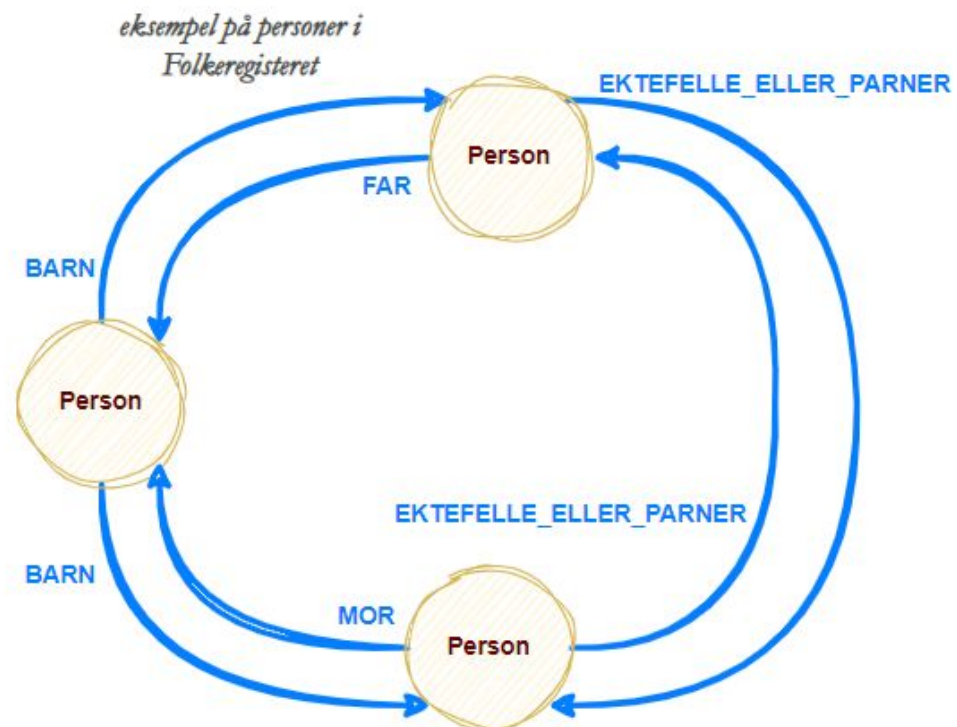 eksempel på personer i
Folkeregisteret
EKTEFELLE_ELLER_PARNER
Person
FAR
BARN
Person
EKTEFELLE_ELLER_PARNER
BARN
MOR
Person